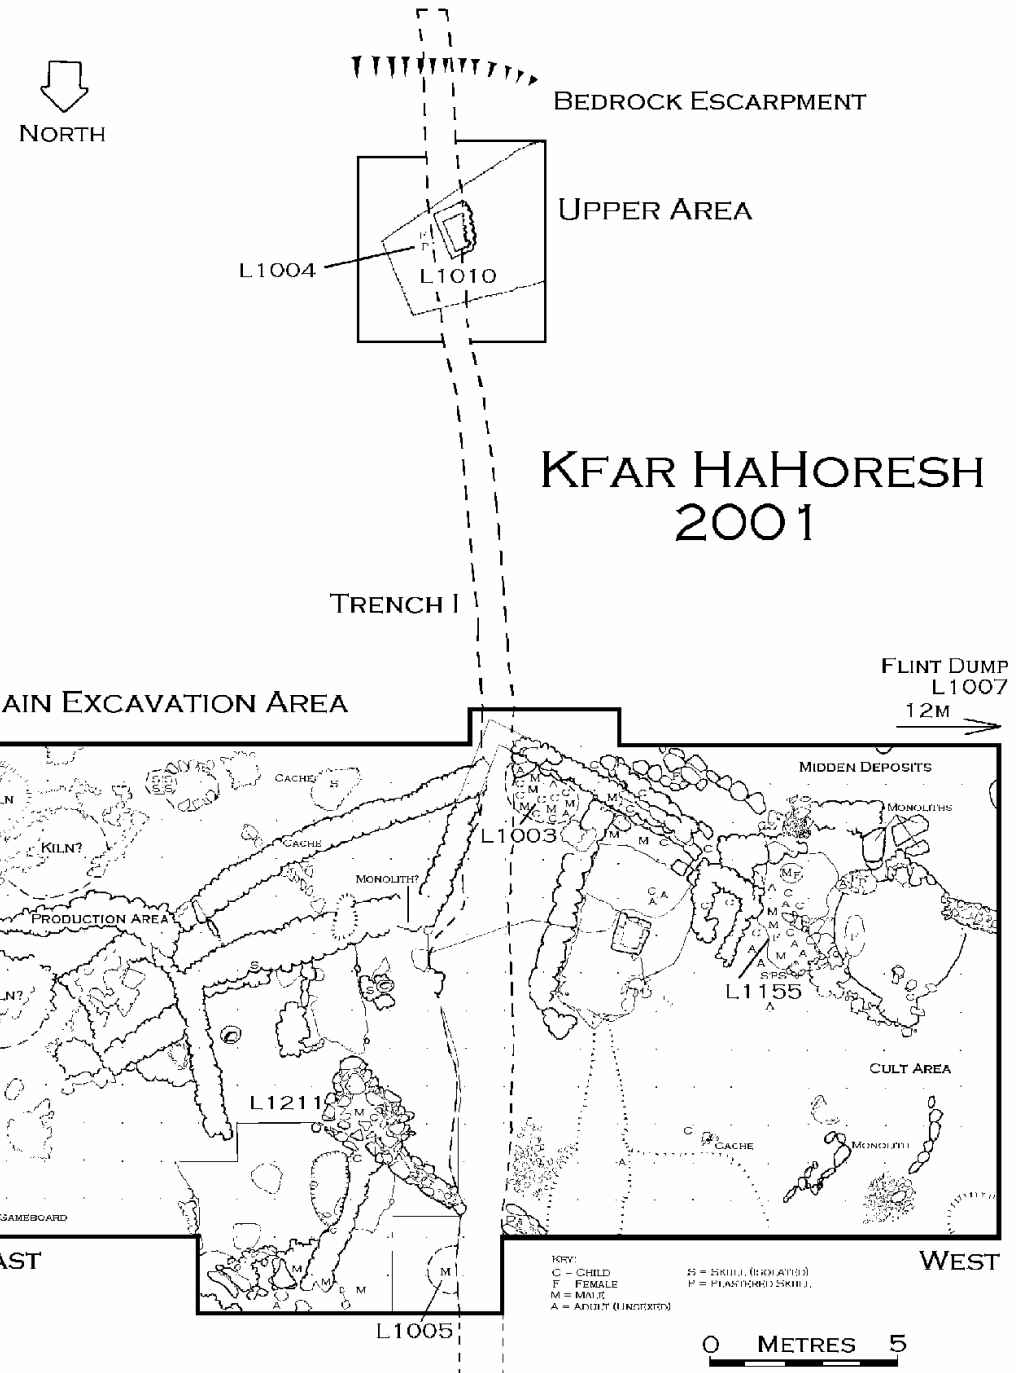 NORTH
BEDROCK ESCARPMENT
UPPER AREA
L1004
F
P
L1010
KFAR HAHORESH
2001
TRENCH I
FLINT DUMP
L1007
12M
AIN EXCAVATION AREA
MIDDEN DEPOSITS
CACHE
S
MONOLITHS
L1003
KILN?
CACHE
MONOLITH?
PRODUCTION AREA
L1155
CULT AREA
L1211
CACHE
MONOLITH
GAMEBOARD
AST
WEST
KEY:
C = CHILD
F FEMALE
M = MALE
A = ADULT (UNSEXED)
S = SKULL (ISOLATED)
P = PLASTERED SKULL
M
L1005
0 METRES 5